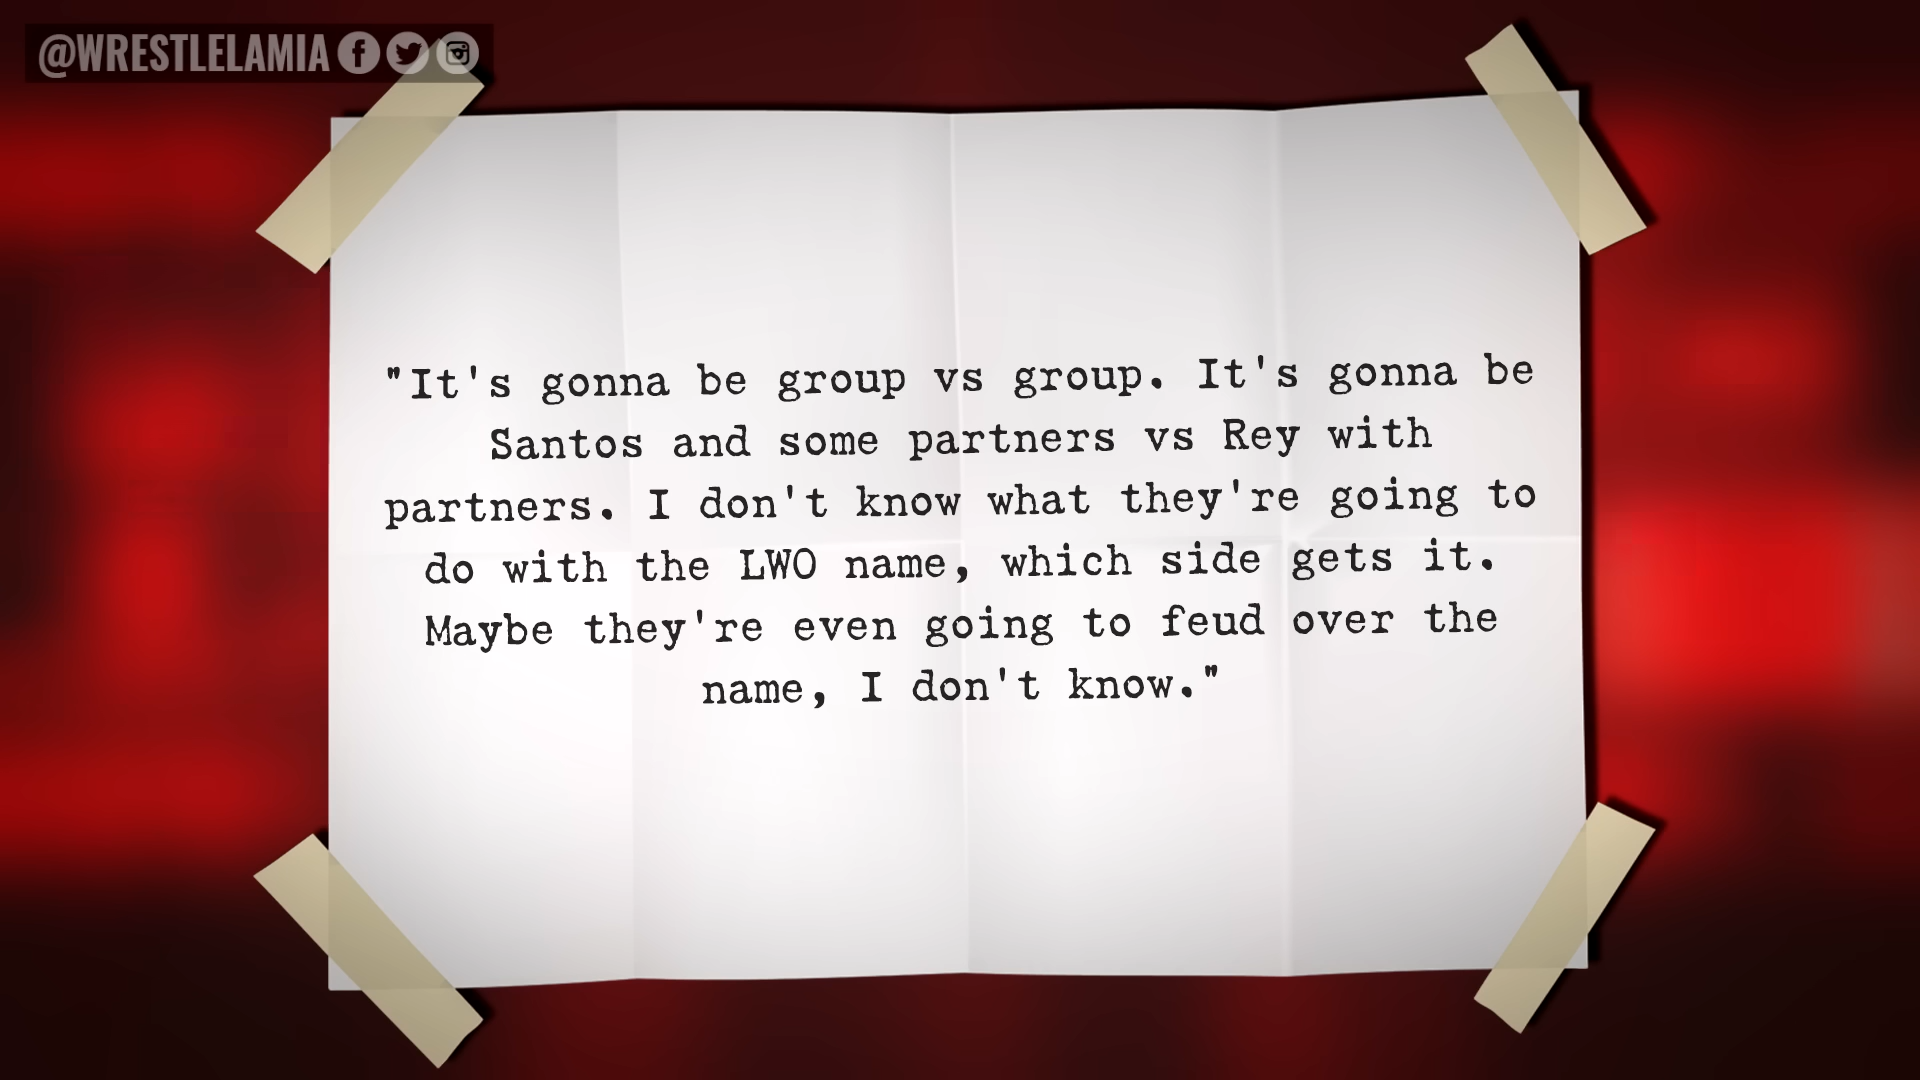 @WRESTLELAMIA
"It's gonna be group vs group. It's gonna be
Santos and some partners vs Rey with
partners. I don't know what they're going to
do with the LWO name, which side gets it.
Maybe they're even going to feud over the
name, I don't know."